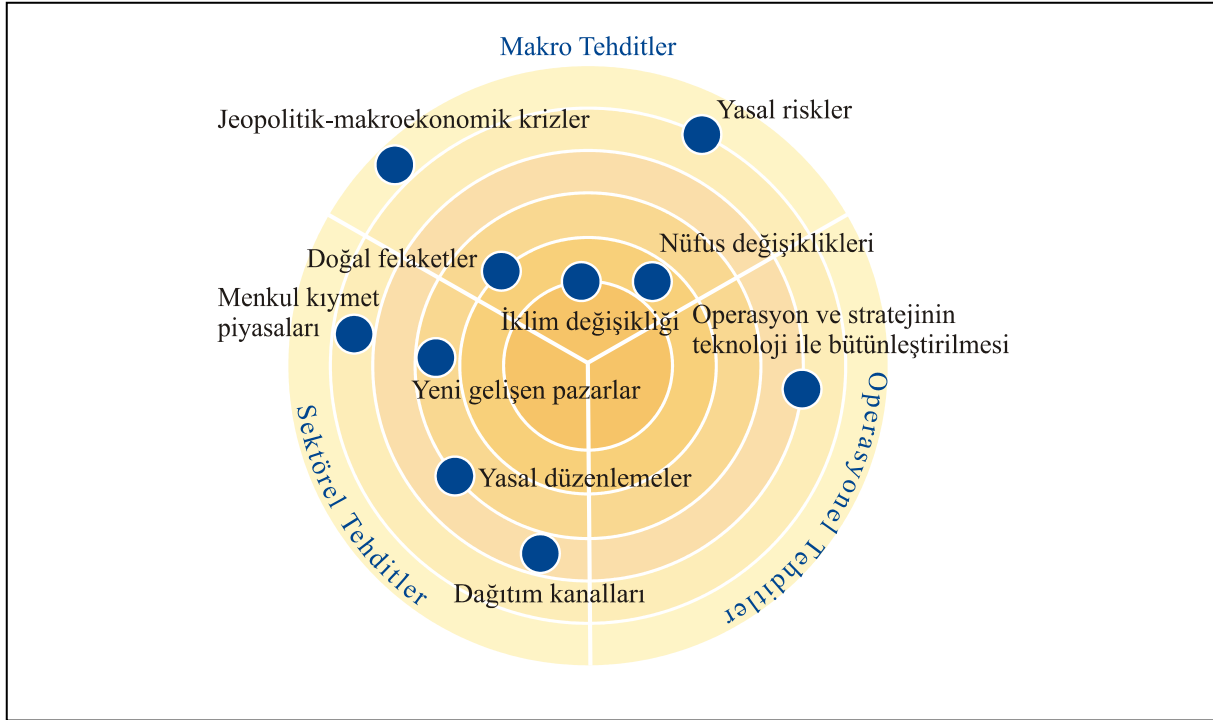 Makro Tehditler
Jeopolitik-makroekonomik krizler
Yasal riskler
Doğal felaketler
Nüfus değişiklikleri
Menkul kıymet
piyasaları
İklim değişikliği
Operasyon ve stratejinin
teknoloji ile bütünleştirilmesi
Yeni gelişen pazarlar
Sektörel Tehditler
Operasyonel Tehditler
Yasal düzenlemeler
Dağıtım kanalları